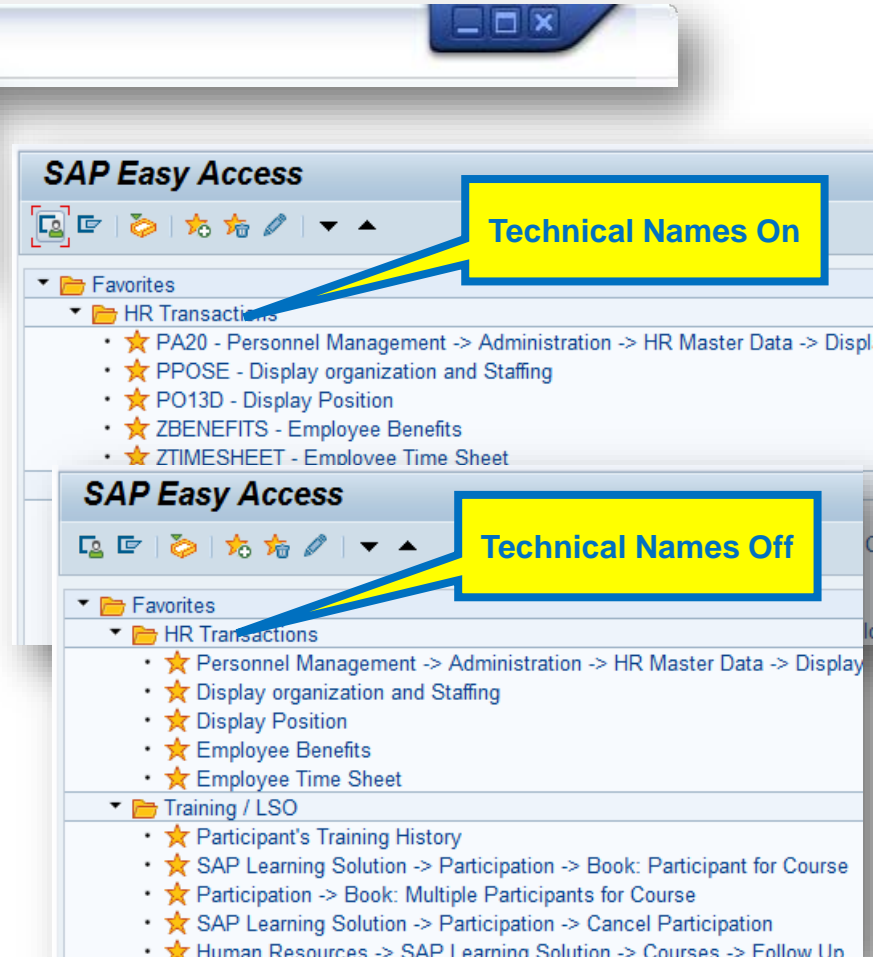 SAP Easy Access
Technical Names On
Favorites
HR Transactions
PA20 - Personnel Management -> Administration -> HR Master Data ->
PPOSE - Display organization and Staffing
PO13D - Display Position
ZBENEFITS - Employee Benefits
ZTIMESHEET - Employee Time Sheet
SAP Easy Access
Technical Names Off
Favorites
HR Transactions
Personnel Management -> Administration -> HR Master Data -> Display
Display organization and Staffing
Display Position
Employee Benefits
Employee Time Sheet
Training / LSO
Participant's Training History
SAP Learning Solution -> Participation -> Book: Participant for Course
Participation -> Book: Multiple Participants for Course
SAP Learning Solution -> Participation -> Cancel Participation
Human Resources -> SAP Learning Solution -> Courses -> Follow Up